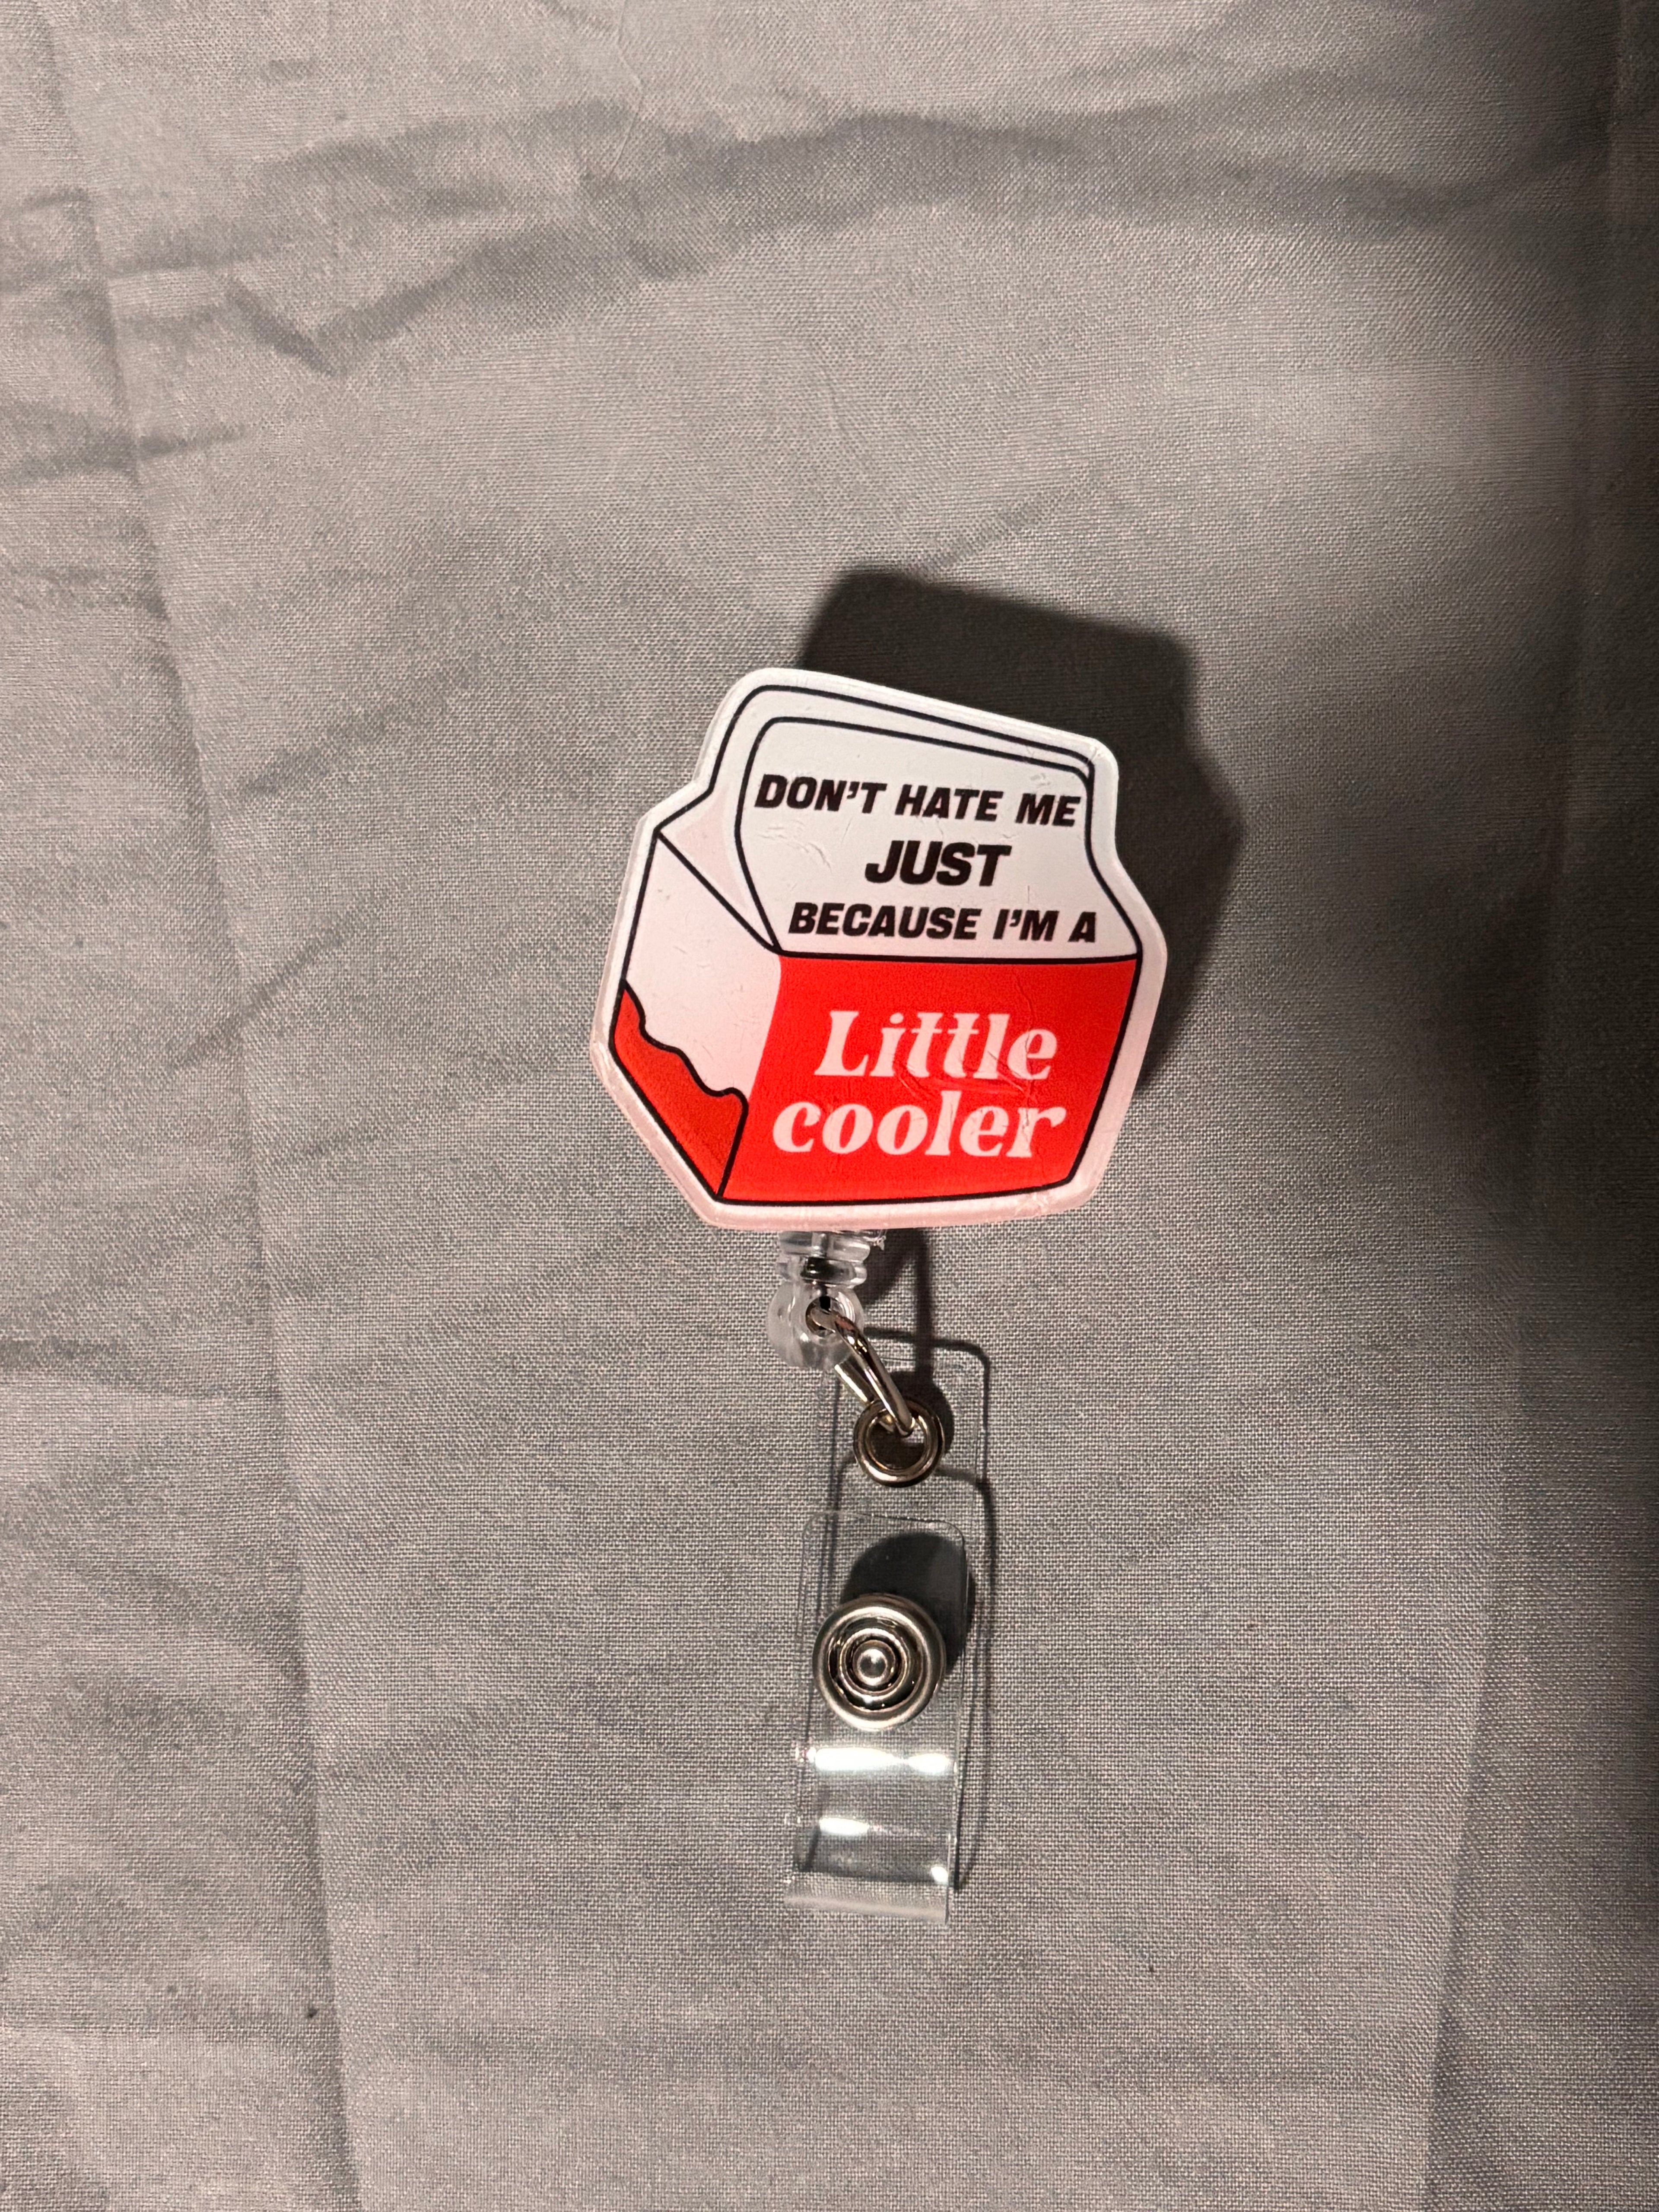 DON'T HATE ME
JUST
BECAUSE I'M A
Little
cooler